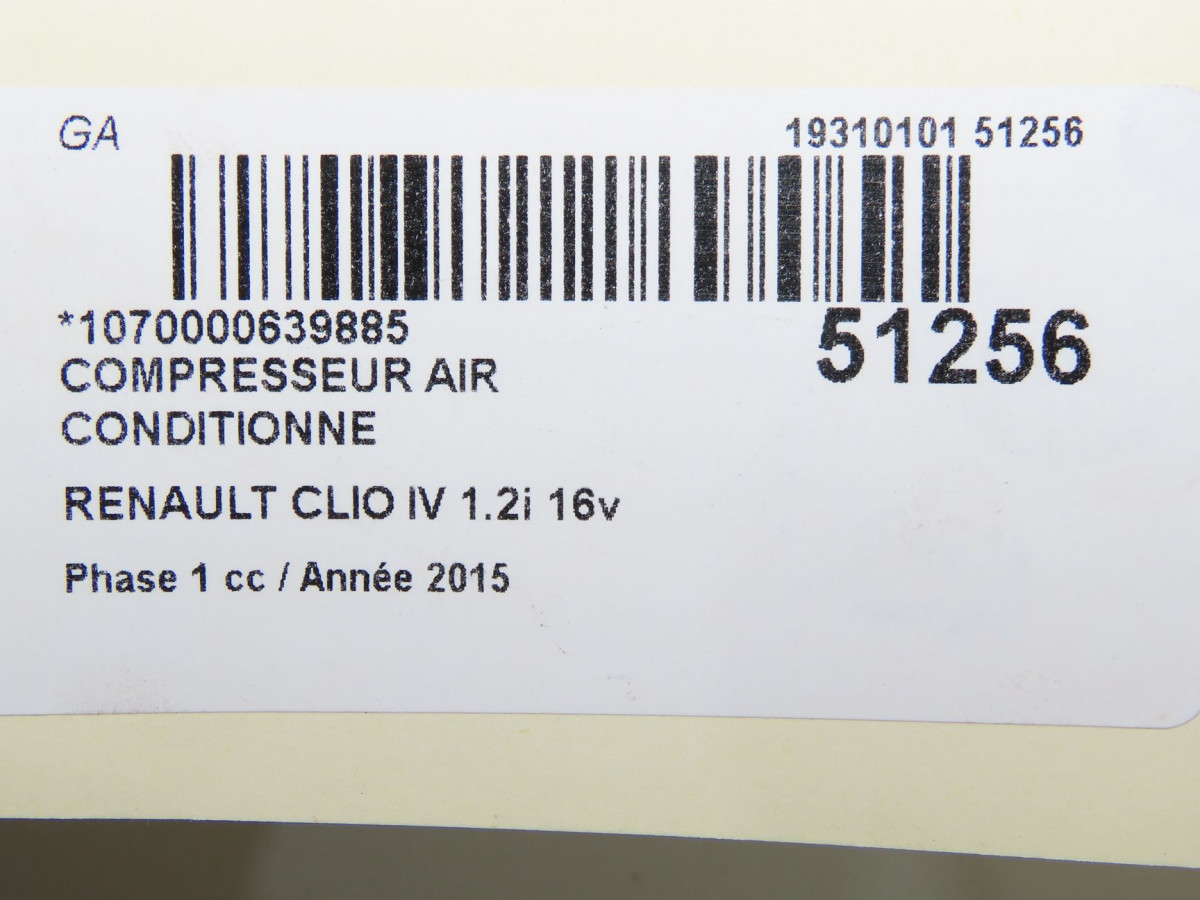 GA
19310101 51256
*1070000639885
51256
COMPRESSEUR AIR
CONDITIONNE
RENAULT CLIO IV 1.2i 16v
Phase 1 cc / Année 2015